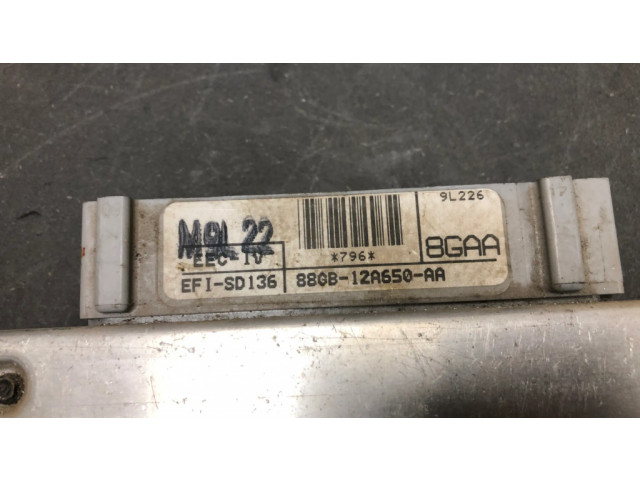 9L226
M9L 22
EEC-IV
*796*
8GAA
EFI-SD136
88GB-12A650-AA